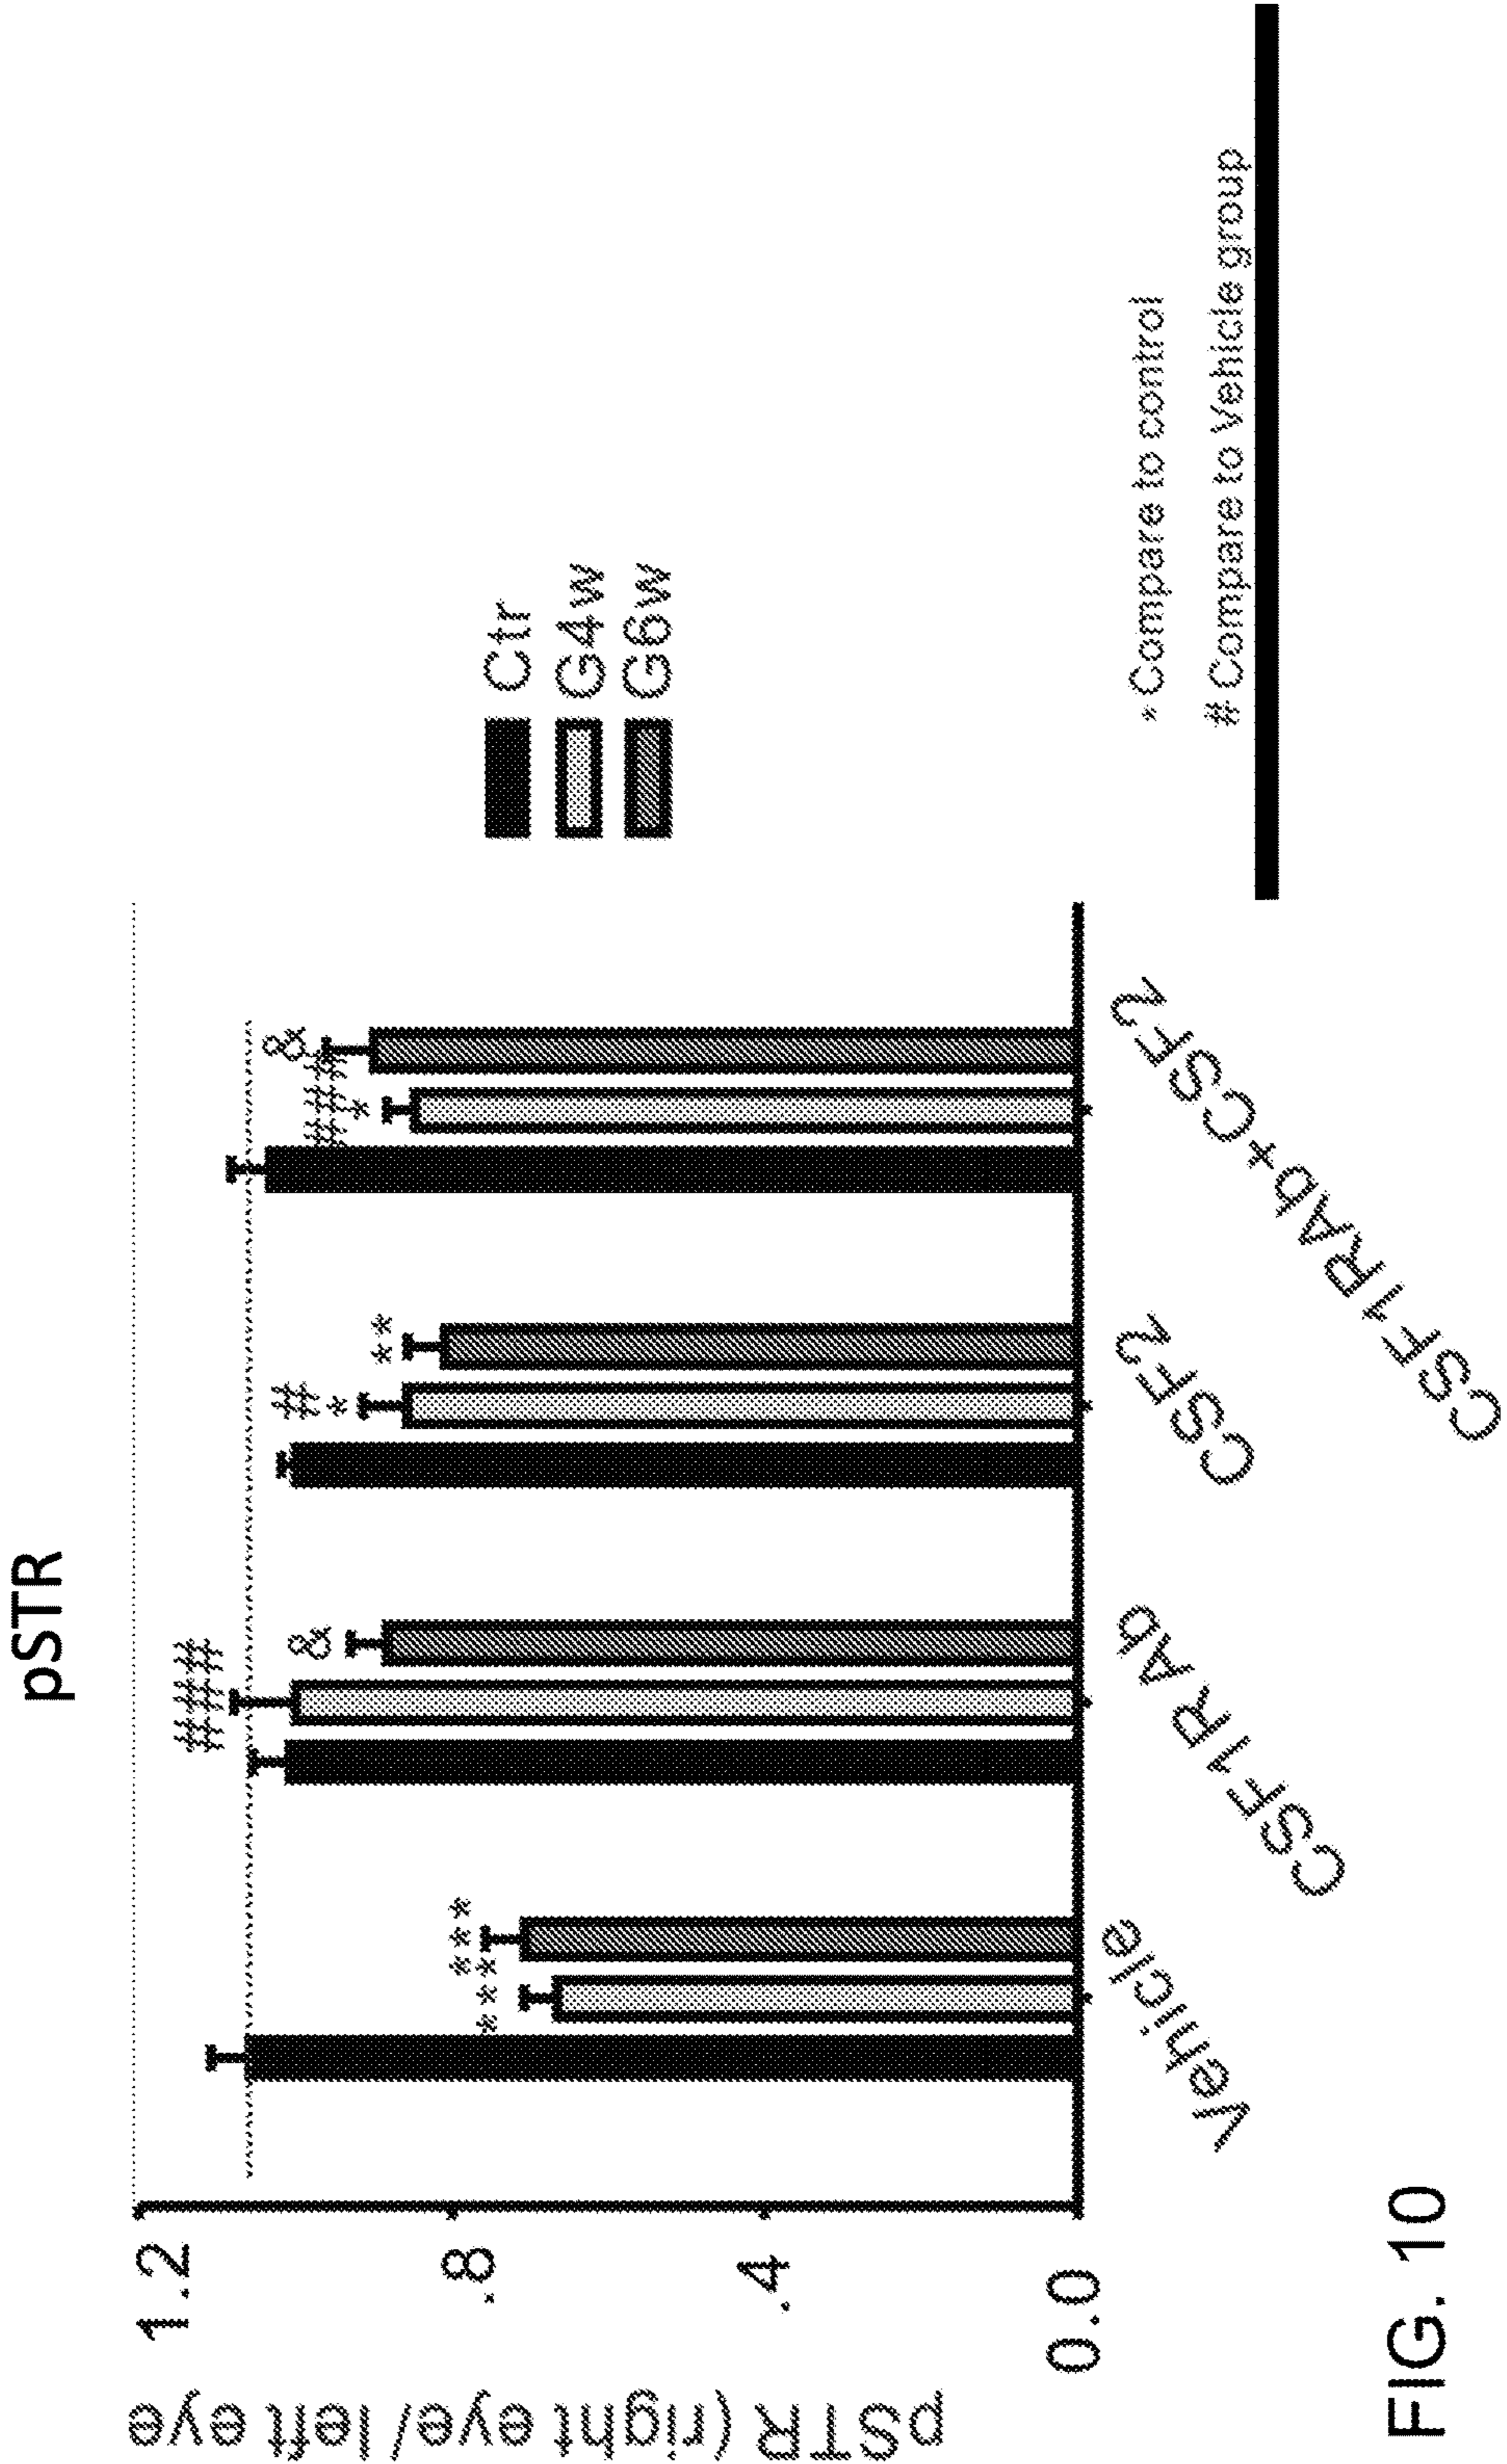 pSTR
pSTR (right eye/left eye
1.2
.8
.4
0.0
***
***
####
&
#
*
**
###
*
&
Vehicle
CSF1RAb
CSF2
CSF1RAb+CSF2
Ctr
G4w
G6w
* Compare to control
# Compare to Vehicle group
FIG. 10